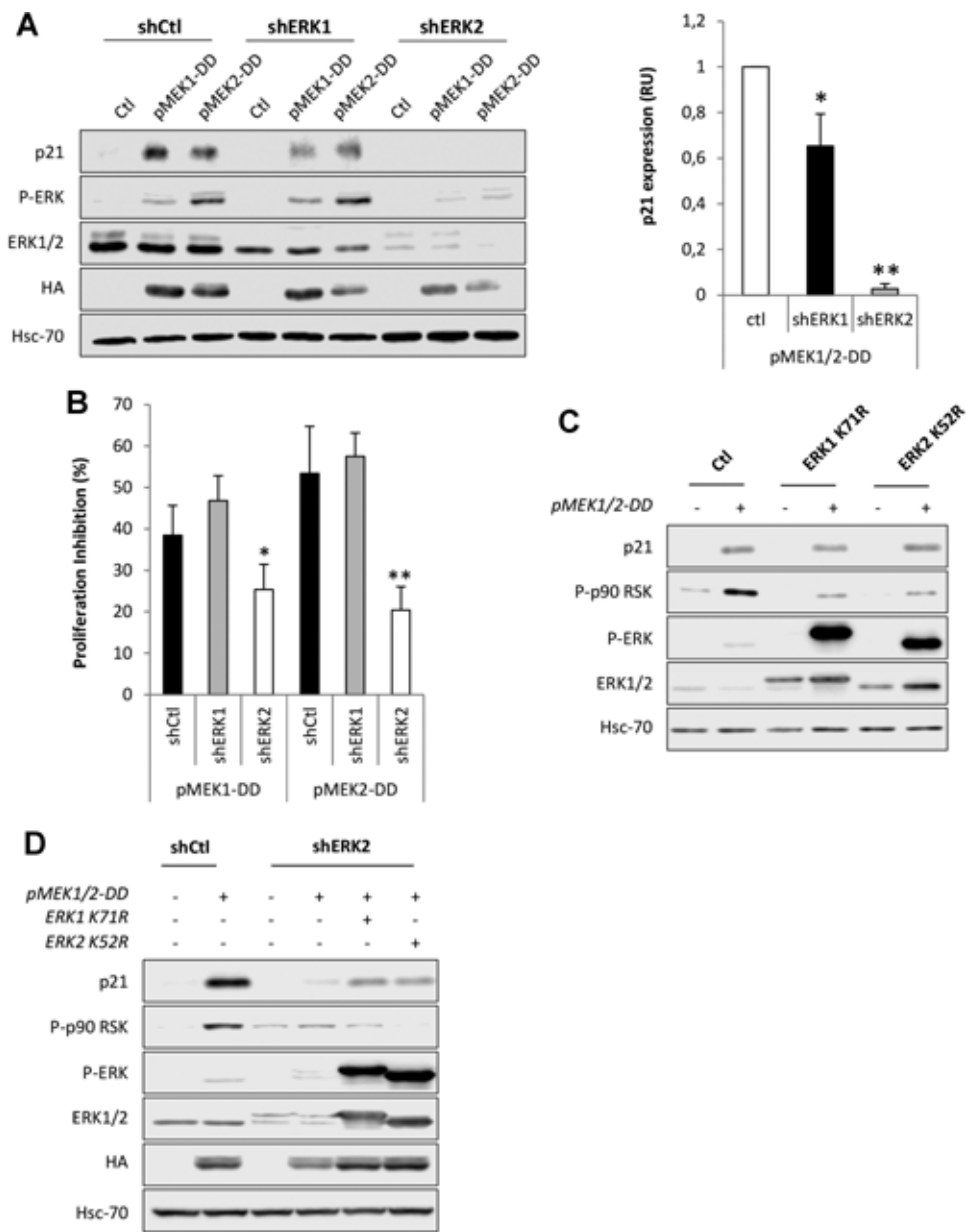 A
shCtl shERK1 shERK2
Ctl pMEK1-DD pMEK2-DD Ctl pMEK1-DD pMEK2-DD Ctl pMEK1-DD pMEK2-DD
p21
P-ERK
ERK1/2
HA
Hsc-70
p21 expression (RU)
1,2
1
0,8
0,6
0,4
0,2
0
*
**
ctl shERK1 shERK2
pMEK1/2-DD
B
Proliferation Inhibition (%)
70
60
50
40
30
20
10
0
*
**
shCtl shERK1 shERK2 shCtl shERK1 shERK2
pMEK1-DD pMEK2-DD
C
Ctl ERK1 K71R ERK2 K52R
pMEK1/2-DD - + - + - +
p21
P-p90 RSK
P-ERK
ERK1/2
Hsc-70
D
shCtl shERK2
pMEK1/2-DD - + - + + +
ERK1 K71R - - - - + -
ERK2 K52R - - - - - +
p21
P-p90 RSK
P-ERK
ERK1/2
HA
Hsc-70